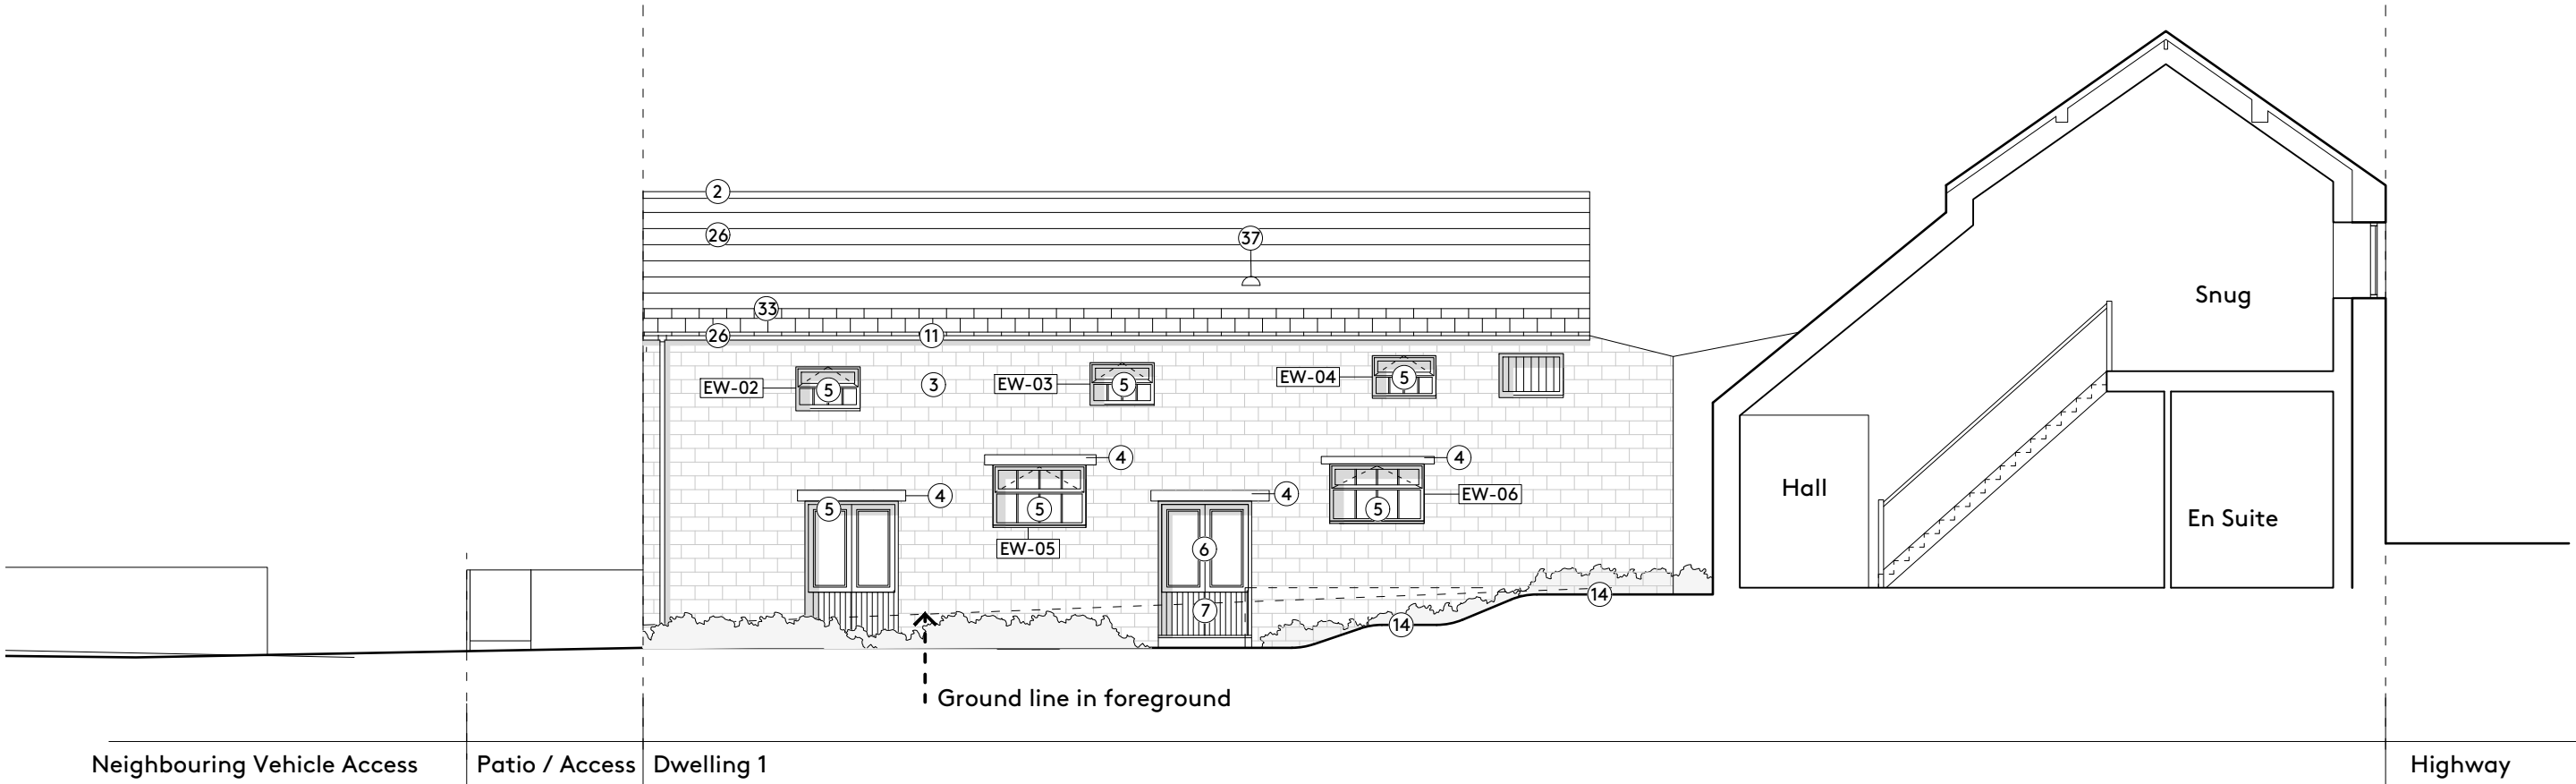 2
26
37
33
26
11
Snug
EW-02
5
3
EW-03
5
EW-04
5
4
4
Hall
5
4
5
4
5
EW-06
En Suite
EW-05
6
7
14
14
Ground line in foreground
Neighbouring Vehicle Access
Patio / Access
Dwelling 1
Highway